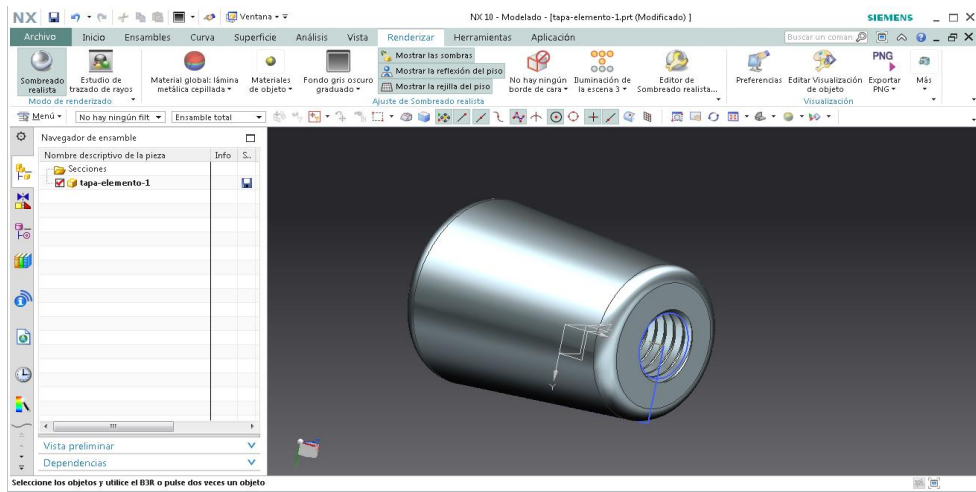 NX Ventana NX 10 - Modelado - [tapa-elemento-1.prt (Modificado) ] SIEMENS
Archivo Inicio Ensambles Curva Superficie Análisis Vista Renderizar Herramientas Aplicación Buscar un coman
Sombreado realista
Estudio de trazado de rayos
Modo de renderizado
Material global: lámina metálica cepillada
Materiales de objeto
Fondo gris oscuro graduado
Mostrar las sombras
Mostrar la reflexión del piso
Mostrar la rejilla del piso
No hay ningún borde de cara
Iluminación de la escena 3
Editor de Sombreado realista...
Ajuste de Sombreado realista
Preferencias
Editar Visualización de objeto
PNG
Exportar PNG
Más
Visualización
Menú No hay ningún filt Ensamble total
Navegador de ensamble
Nombre descriptivo de la pieza Info S..
Secciones
tapa-elemento-1
Y
Vista preliminar
Dependencias
Seleccione los objetos y utilice el B3R o pulse dos veces un objeto